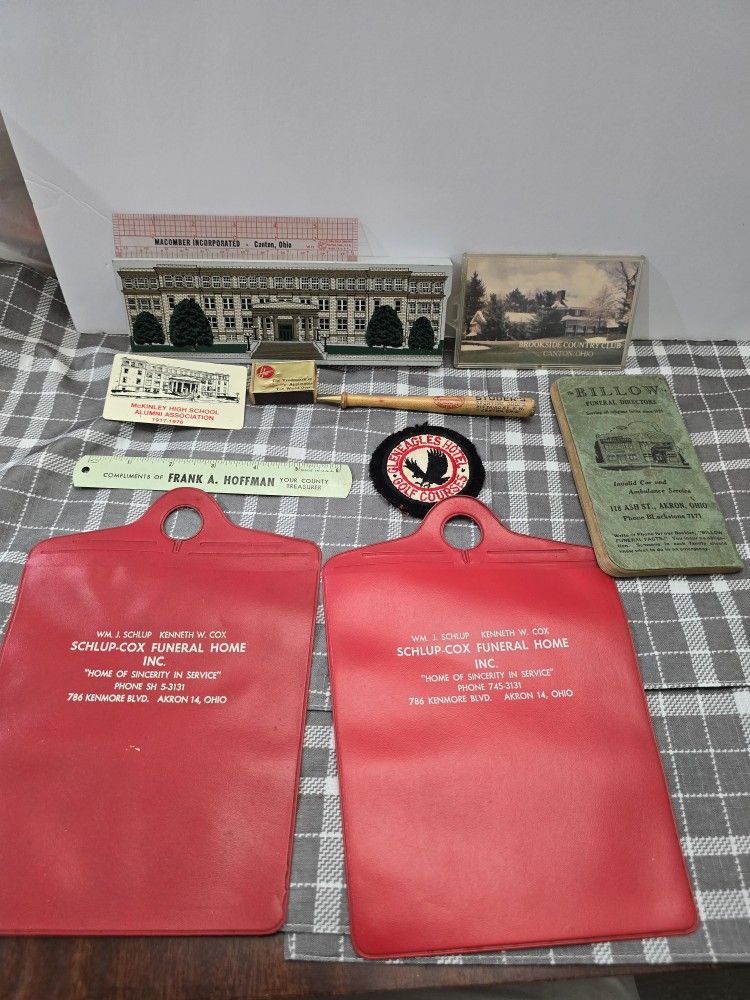 MACOMBER INCORPORATED - Canton, Ohio
BROOKSIDE COUNTRY CLUB
CANTON, OHIO
McKINLEY HIGH SCHOOL
ALUMNI ASSOCIATION
1917-1976
Hoover
COMPLIMENTS OF FRANK A. HOFFMAN YOUR COUNTY
TREASURER
GLENEAGLES HOTEL
GOLF COURSES
BILLOW
FUNERAL DIRECTORS
Invalid Car and
Ambulance Service
118 ASH ST., AKRON, OHIO
Phone BLackstone 7171
WM. J. SCHLUP KENNETH W. COX
SCHLUP-COX FUNERAL HOME
INC.
"HOME OF SINCERITY IN SERVICE"
PHONE SH 5-3131
786 KENMORE BLVD. AKRON 14, OHIO
WM. J. SCHLUP KENNETH W. COX
SCHLUP-COX FUNERAL HOME
INC.
"HOME OF SINCERITY IN SERVICE"
PHONE 745-3131
786 KENMORE BLVD. AKRON 14, OHIO